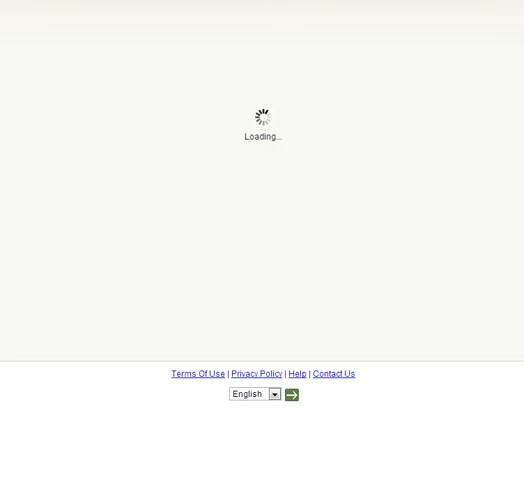 Loading...
Terms Of Use | Privacy Policy | Help | Contact Us
English